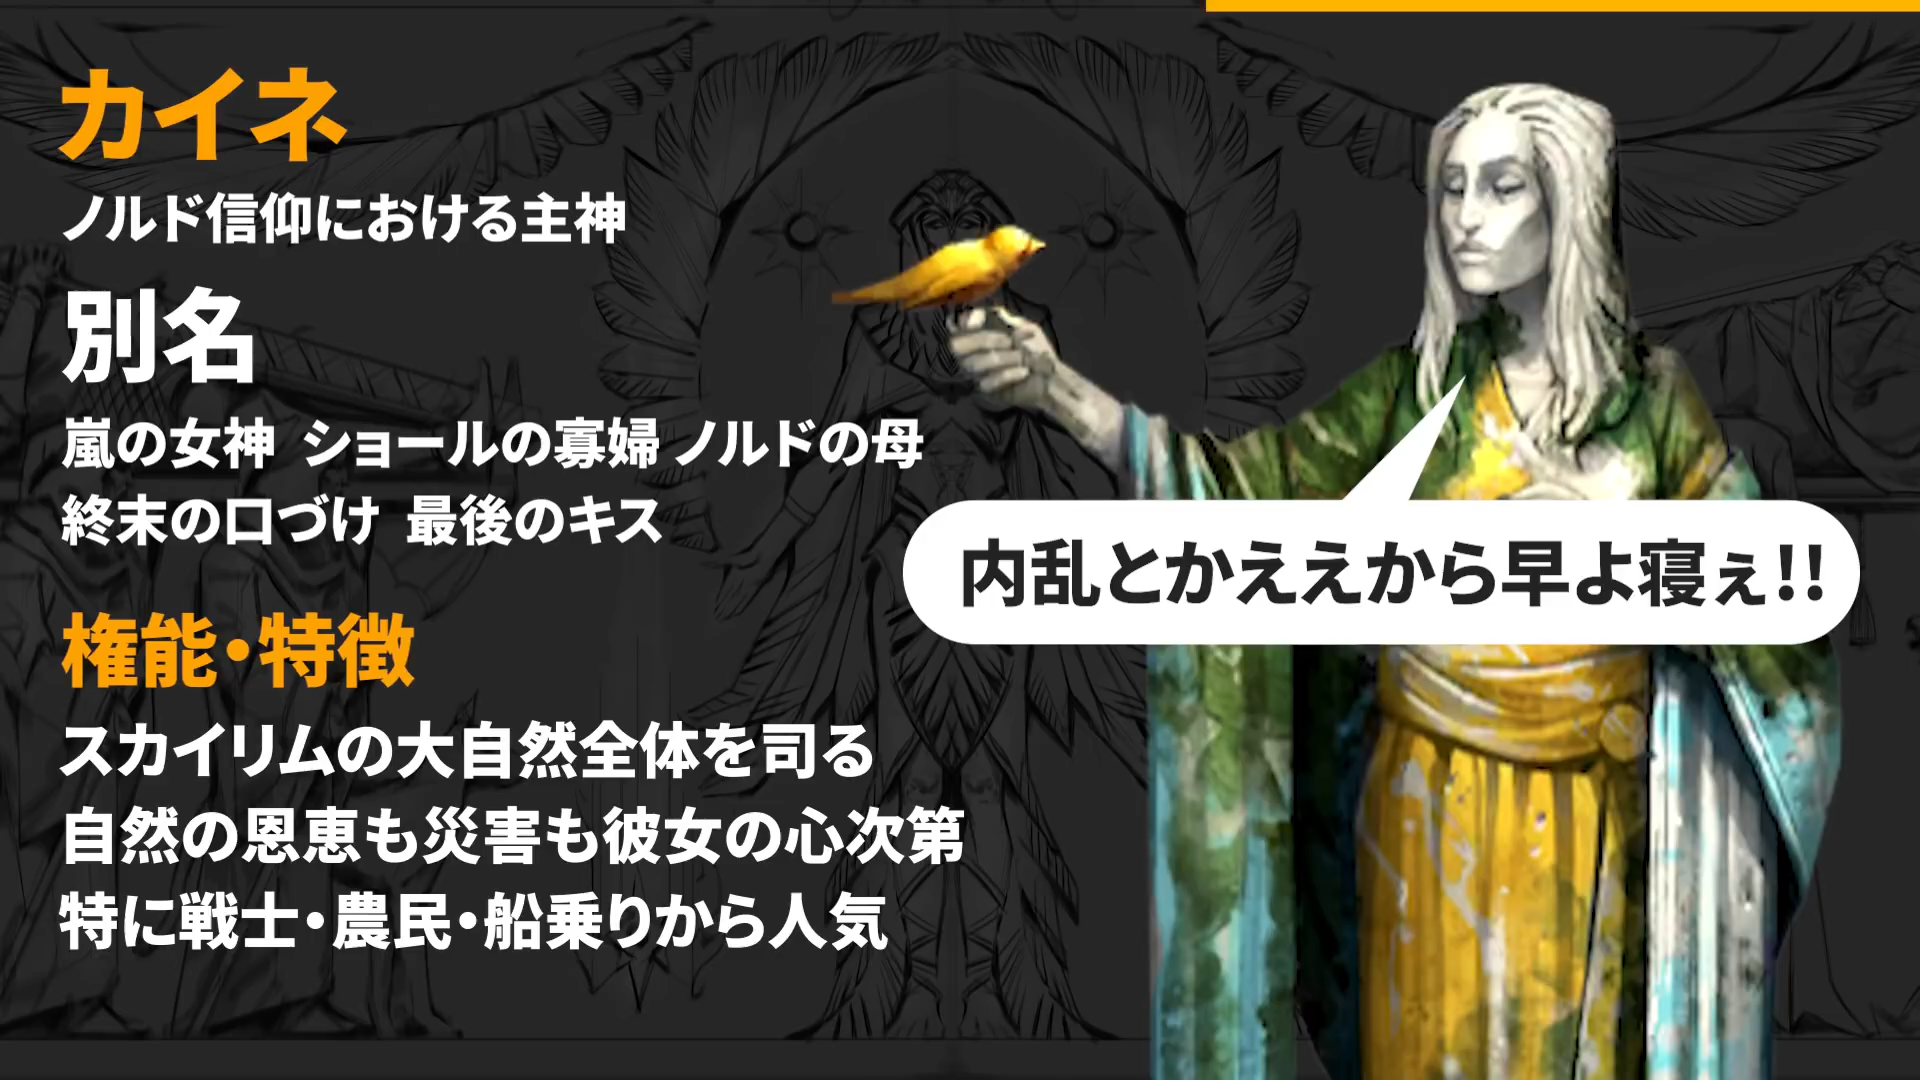 カイネ
ノルド信仰における主神
別名
嵐の女神 ショールの寡婦 ノルドの母
終末の口づけ 最後のキス
内乱とかええから早よ寝ぇ!!
権能・特徴
スカイリムの大自然全体を司る
自然の恩恵も災害も彼女の心次第
特に戦士・農民・船乗りから人気